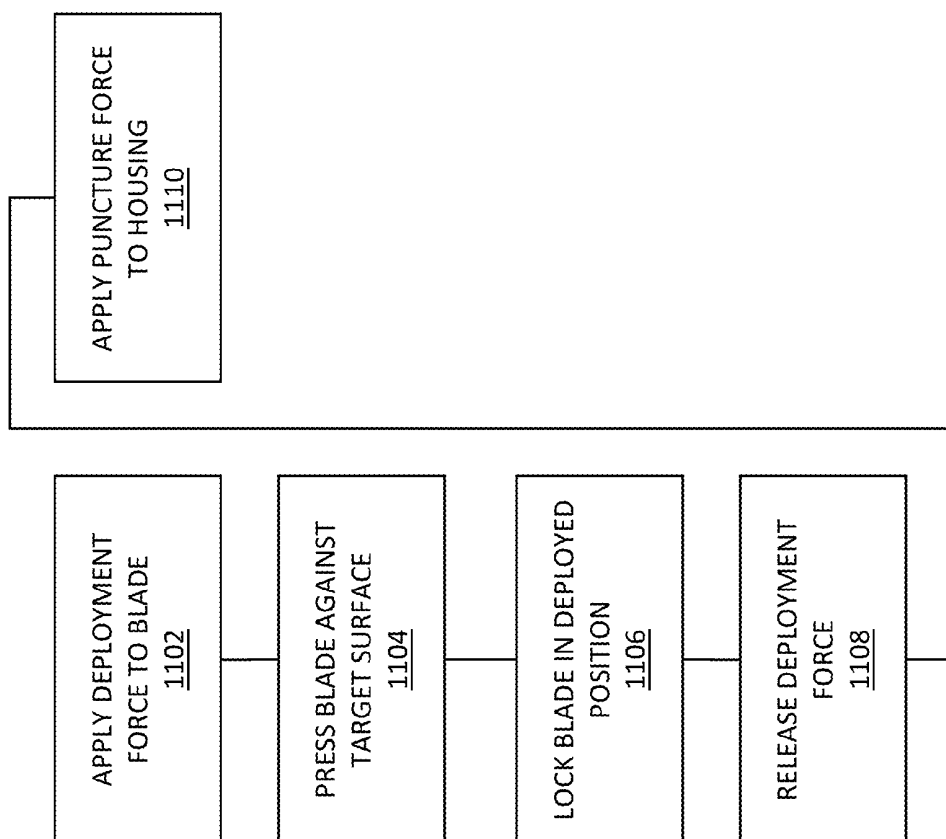 APPLY DEPLOYMENT
FORCE TO BLADE
1102
PRESS BLADE AGAINST
TARGET SURFACE
1104
LOCK BLADE IN DEPLOYED
POSITION
1106
RELEASE DEPLOYMENT
FORCE
1108
APPLY PUNCTURE FORCE
TO HOUSING
1110